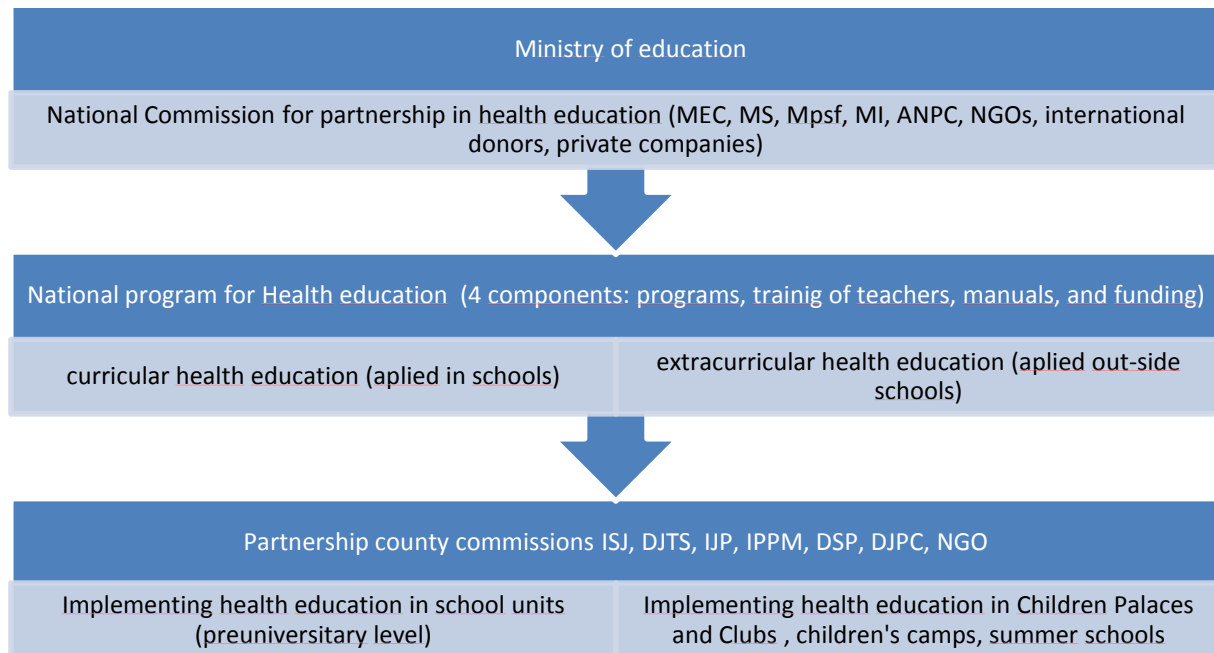 Ministry of education
National Commission for partnership in health education (MEC, MS, Mpsf, MI, ANPC, NGOs, international
donors, private companies)
National program for Health education (4 components: programs, trainig of teachers, manuals, and funding)
curricular health education (aplied in schools)
extracurricular health education (aplied out-side
schools)
Partnership county commissions ISJ, DJTS, IJP, IPPM, DSP, DJPC, NGO
Implementing health education in school units
(preuniversitary level)
Implementing health education in Children Palaces
and Clubs , children's camps, summer schools